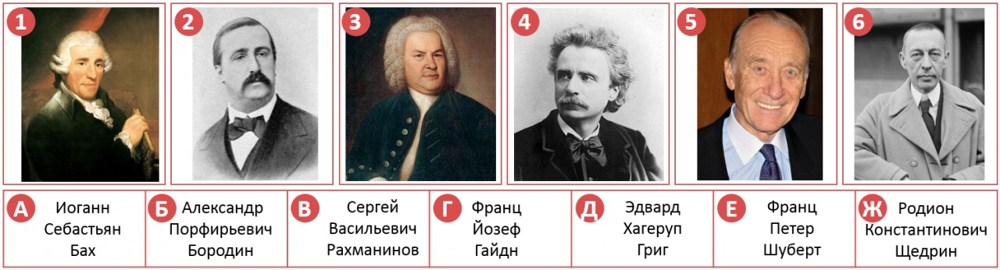 1 2 3 4 5 6
А Иоганн
Себастьян
Бах
Б Александр
Порфирьевич
Бородин
В Сергей
Васильевич
Рахманинов
Г Франц
Йозеф
Гайдн
Д Эдвард
Хагеруп
Григ
Е Франц
Петер
Шуберт
Ж Родион
Константинович
Щедрин